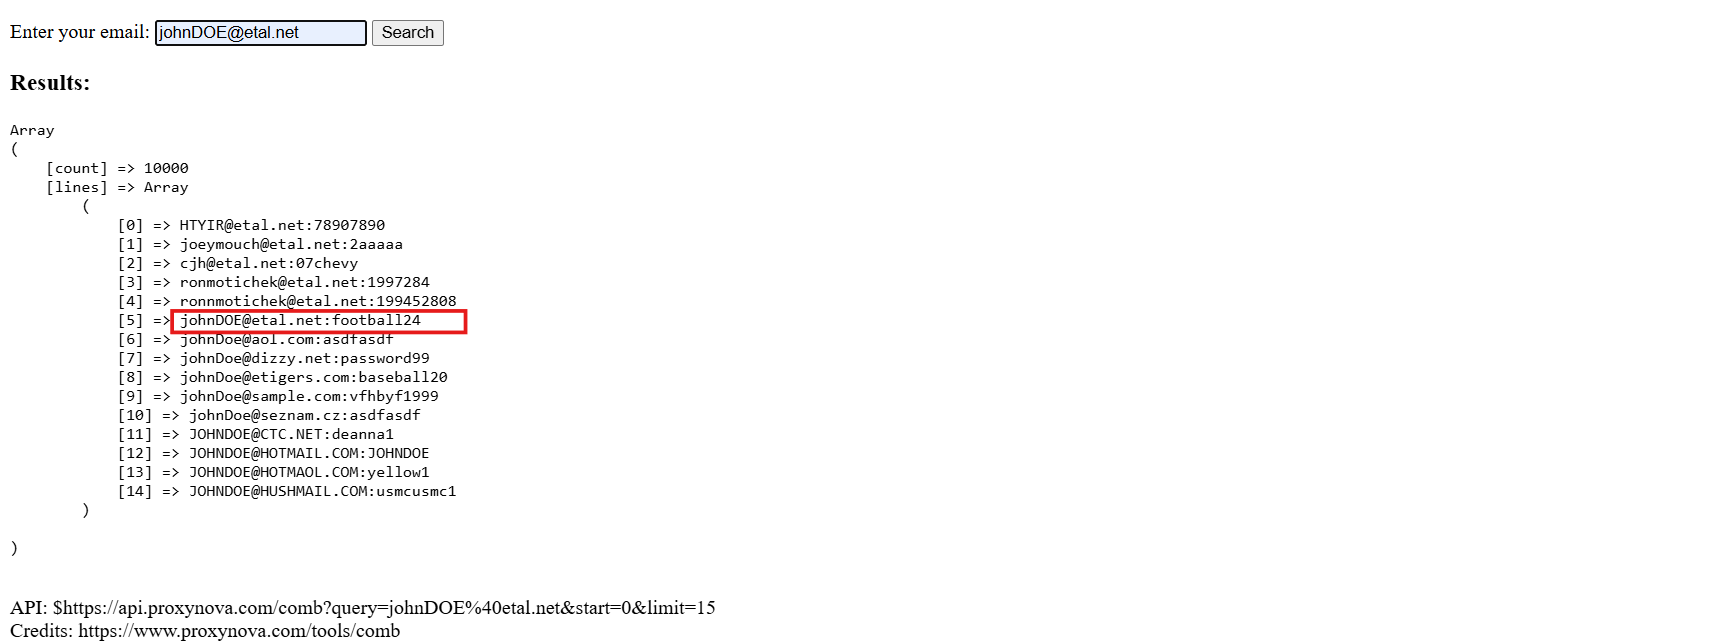 Enter your email: johnDOE@etal.net Search
Results:
Array
(
    [count] => 10000
    [lines] => Array
        (
            [0] => HTYIR@etal.net:78907890
            [1] => joeymouch@etal.net:2aaaaa
            [2] => cjh@etal.net:07chevy
            [3] => ronmotichek@etal.net:1997284
            [4] => ronnmotichek@etal.net:199452808
            [5] => johnDOE@etal.net:football24
            [6] => johnDoe@aol.com:asdfasdf
            [7] => johnDoe@dizzy.net:password99
            [8] => johnDoe@etigers.com:baseball20
            [9] => johnDoe@sample.com:vfhbyf1999
            [10] => johnDoe@seznam.cz:asdfasdf
            [11] => JOHNDOE@CTC.NET:deanna1
            [12] => JOHNDOE@HOTMAIL.COM:JOHNDOE
            [13] => JOHNDOE@HOTMAOL.COM:yellow1
            [14] => JOHNDOE@HUSHMAIL.COM:usmcusmc1
        )
)
API: $https://api.proxynova.com/comb?query=johnDOE%40etal.net&start=0&limit=15
Credits: https://www.proxynova.com/tools/comb